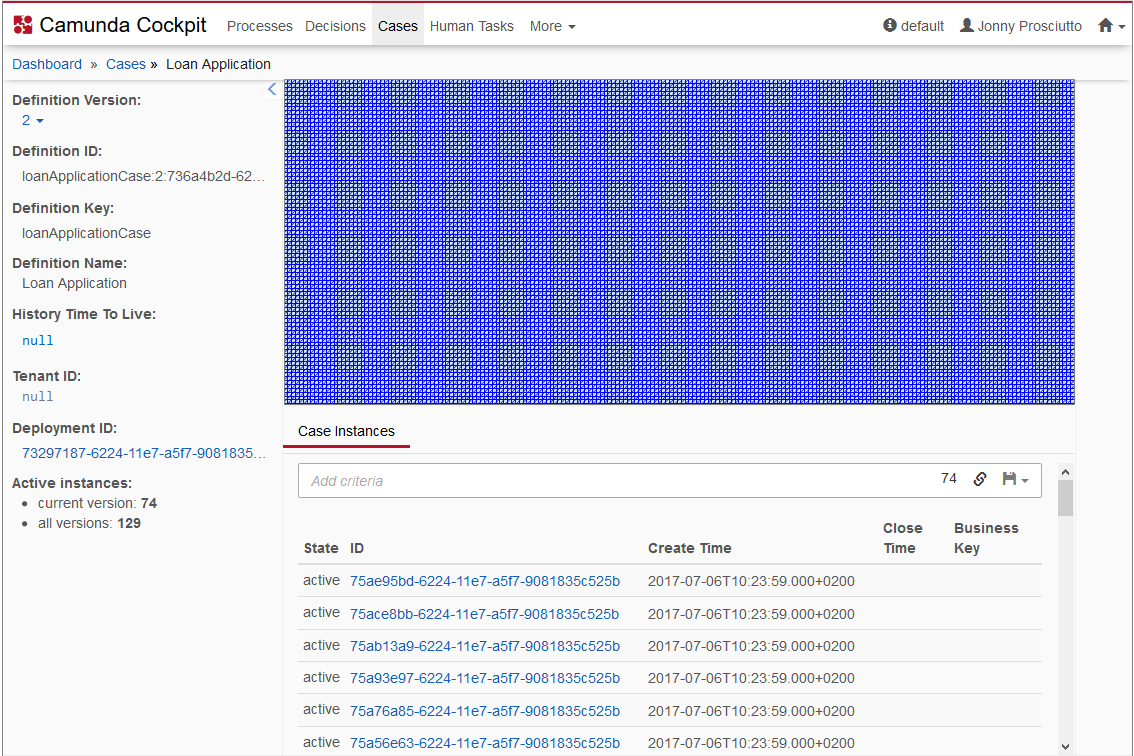 Camunda Cockpit Processes Decisions Cases Human Tasks More default Jonny Prosciutto
Dashboard » Cases » Loan Application
Definition Version:
2
Definition ID:
loanApplicationCase:2:736a4b2d-62...
Definition Key:
loanApplicationCase
Definition Name:
Loan Application
History Time To Live:
null
Tenant ID:
null
Deployment ID:
73297187-6224-11e7-a5f7-9081835...
Active instances:
current version: 74
all versions: 129
Case Instances
Add criteria 74
State ID Create Time Close Time Business Key
active 75ae95bd-6224-11e7-a5f7-9081835c525b 2017-07-06T10:23:59.000+0200
active 75ace8bb-6224-11e7-a5f7-9081835c525b 2017-07-06T10:23:59.000+0200
active 75ab13a9-6224-11e7-a5f7-9081835c525b 2017-07-06T10:23:59.000+0200
active 75a93e97-6224-11e7-a5f7-9081835c525b 2017-07-06T10:23:59.000+0200
active 75a76a85-6224-11e7-a5f7-9081835c525b 2017-07-06T10:23:59.000+0200
active 75a56e63-6224-11e7-a5f7-9081835c525b 2017-07-06T10:23:59.000+0200